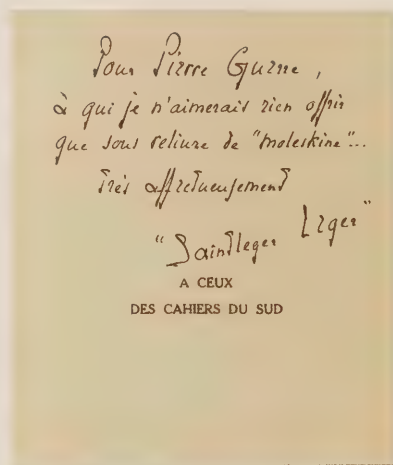 Pour Pierre Guerre,
à qui je n'aimerais rien offrir
que sous reliure de "moleskine"...
très affectueusement
"Saintleger Leger"
A CEUX
DES CAHIERS DU SUD